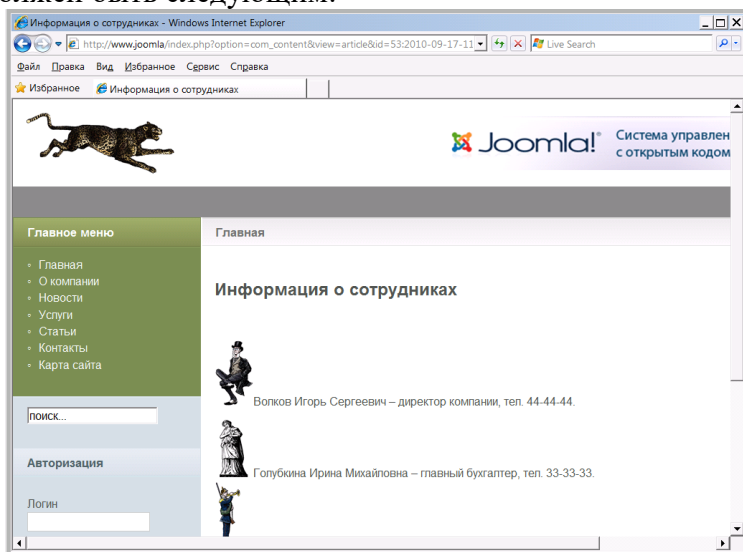 олжен быть следующим:
Информация о сотрудниках - Windows Internet Explorer
http://www.joomla/index.php?option=com_content&view=article&id=53:2010-09-17-11
Live Search
Файл Правка Вид Избранное Сервис Справка
Избранное
Информация о сотрудниках
Joomla!
Система управлен
с открытым кодом
Главное меню
Главная
Главная
О компании
Новости
Услуги
Статьи
Контакты
Карта сайта
Информация о сотрудниках
Волков Игорь Сергеевич – директор компании, тел. 44-44-44.
поиск...
Голубкина Ирина Михайловна – главный бухгалтер, тел. 33-33-33.
Авторизация
Логин